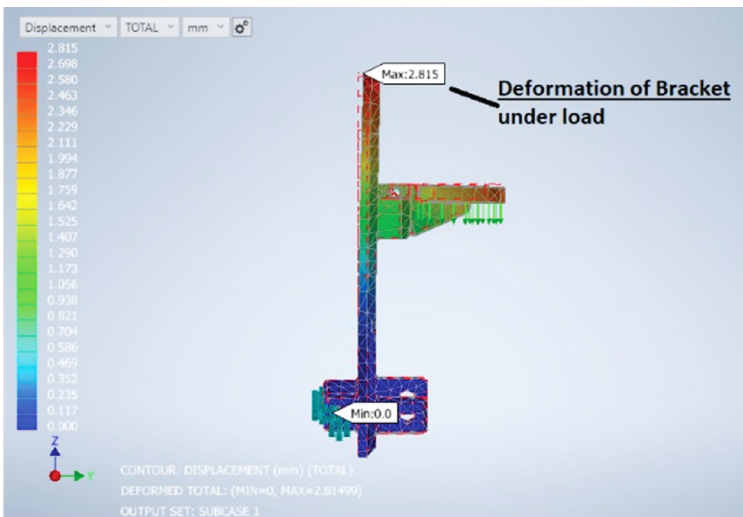 Displacement TOTAL mm
2.815
2.698
2.580
2.463
2.346
2.229
2.111
1.994
1.877
1.759
1.642
1.525
1.407
1.290
1.173
1.056
0.938
0.821
0.704
0.586
0.469
0.352
0.235
0.117
0.000
Max:2.815
Deformation of Bracket
under load
Min:0.0
Z
Y
CONTOUR: DISPLACEMENT (mm) (TOTAL)
DEFORMED TOTAL: (MIN=0, MAX=2.81499)
OUTPUT SET: SUBCASE 1